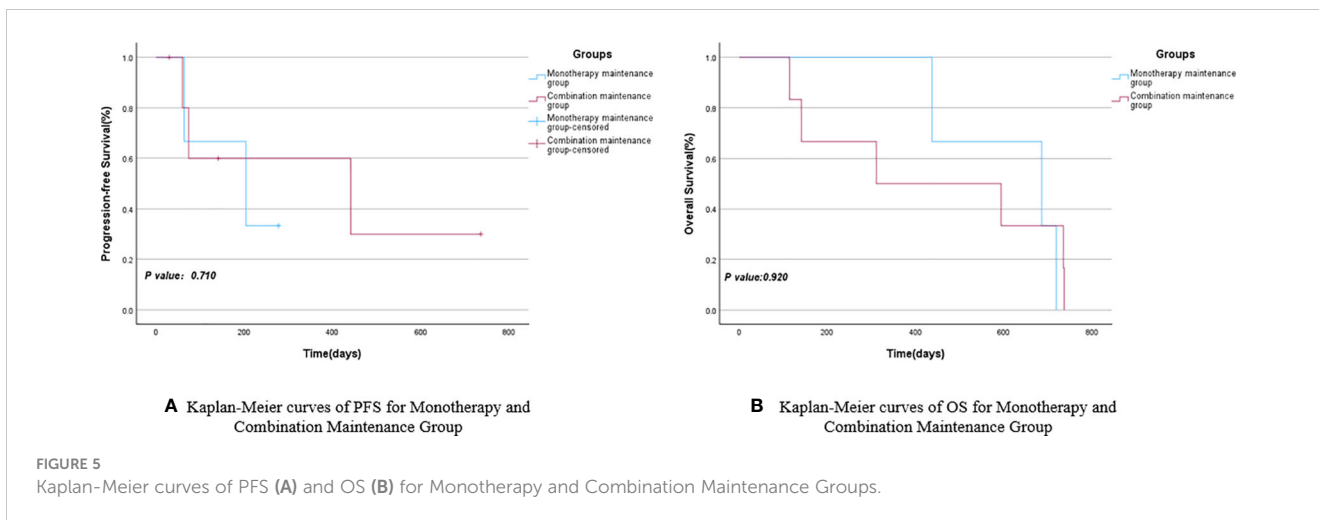 Progression-free Survival(%)
1.0
0.8
0.6
0.4
0.2
0.0
P value: 0.710
0
200
400
600
800
Time(days)
Groups
Monotherapy maintenance
group
Combination maintenance
group
Monotherapy maintenance
group-censored
Combination maintenance
group-censored
A Kaplan-Meier curves of PFS for Monotherapy and
Combination Maintenance Group
Overall Survival(%)
1.0
0.8
0.6
0.4
0.2
0.0
P value:0.920
0
200
400
600
800
Time(days)
Groups
Monotherapy maintenance
group
Combination maintenance
group
B Kaplan-Meier curves of OS for Monotherapy and
Combination Maintenance Group
FIGURE 5
Kaplan-Meier curves of PFS (A) and OS (B) for Monotherapy and Combination Maintenance Groups.